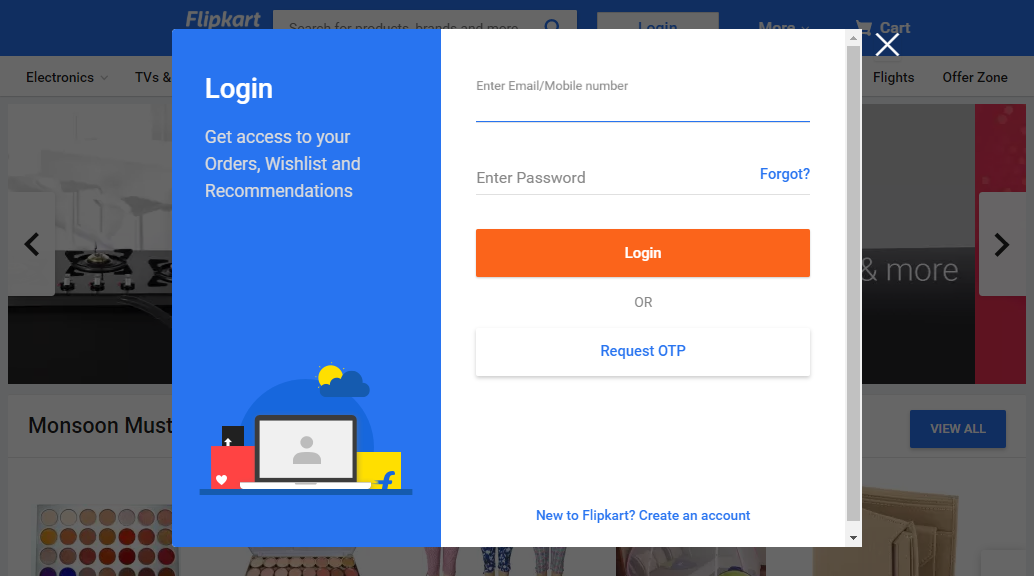 Flipkart
Search for products, brands and more
Login
More
Cart
Electronics
TVs &
Flights
Offer Zone
Login
Get access to your
Orders, Wishlist and
Recommendations
Enter Email/Mobile number
Enter Password
Forgot?
Login
OR
Request OTP
New to Flipkart? Create an account
& more
Monsoon Must
VIEW ALL